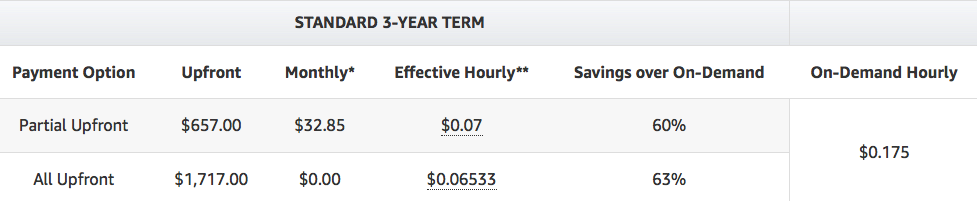 STANDARD 3-YEAR TERM
Payment Option Upfront Monthly* Effective Hourly** Savings over On-Demand On-Demand Hourly
Partial Upfront $657.00 $32.85 $0.07 60%
$0.175
All Upfront $1,717.00 $0.00 $0.06533 63%